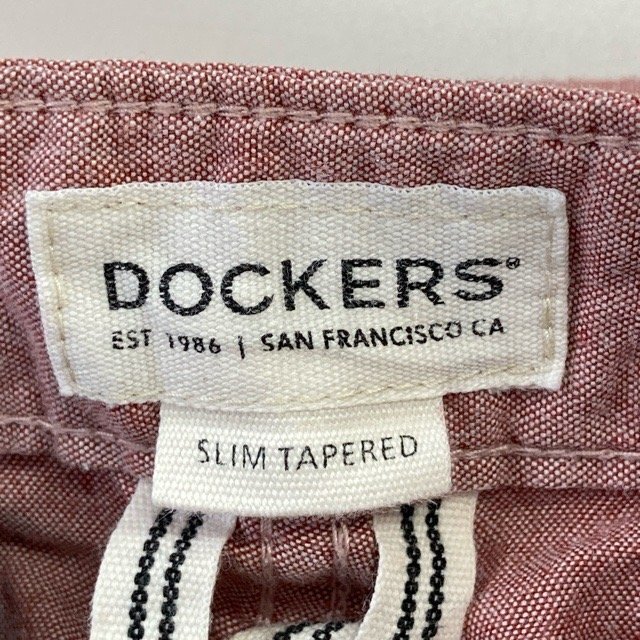 DOCKERS®
EST 1986 | SAN FRANCISCO CA
SLIM TAPERED